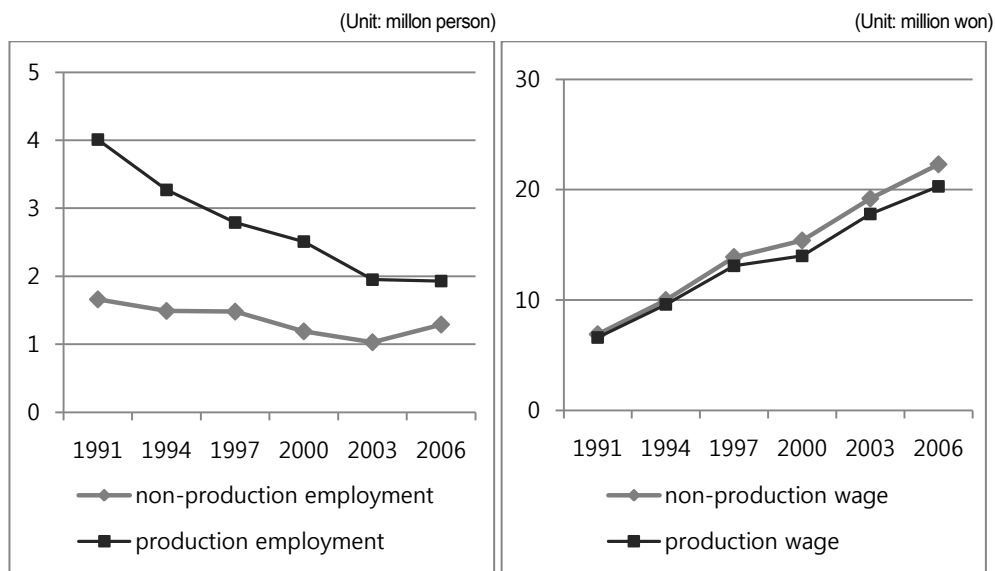 (Unit: millon person)
5
4
3
2
1
0
1991 1994 1997 2000 2003 2006
non-production employment
production employment
(Unit: million won)
30
20
10
0
1991 1994 1997 2000 2003 2006
non-production wage
production wage